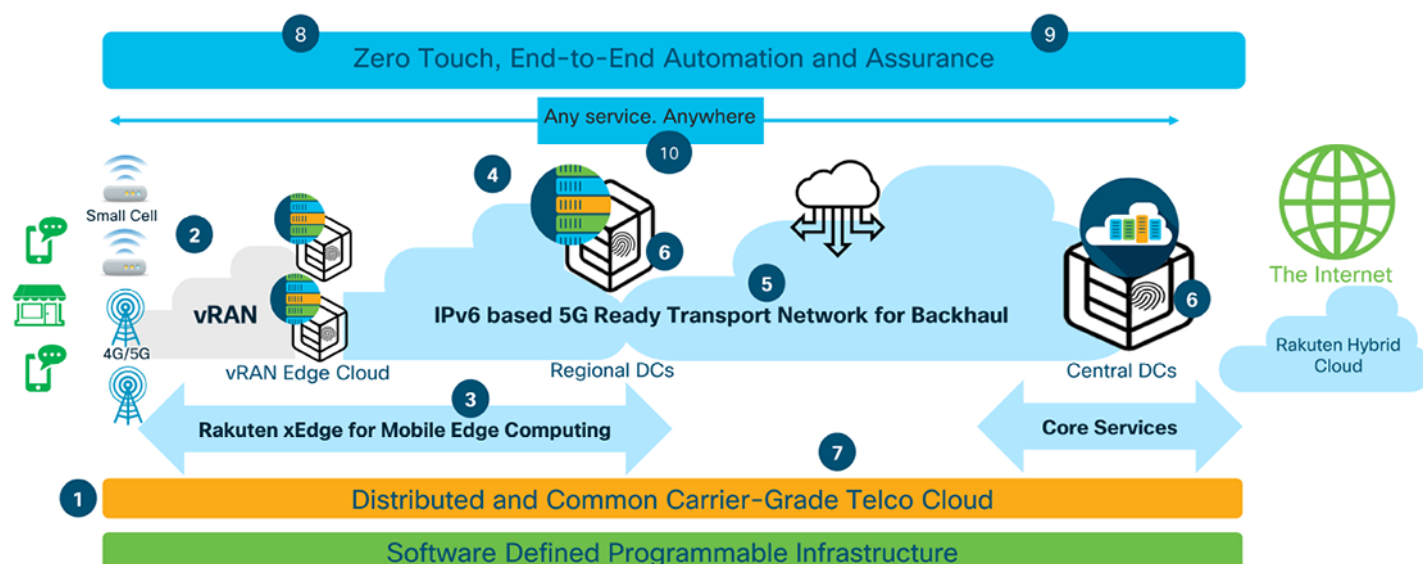 8
9
Zero Touch, End-to-End Automation and Assurance
Any service. Anywhere
10
4
Small Cell
2
6
The Internet
5
6
vRAN
IPv6 based 5G Ready Transport Network for Backhaul
4G/5G
Rakuten Hybrid
Cloud
vRAN Edge Cloud
Regional DCs
Central DCs
3
Rakuten xEdge for Mobile Edge Computing
Core Services
7
1
Distributed and Common Carrier-Grade Telco Cloud
Software Defined Programmable Infrastructure